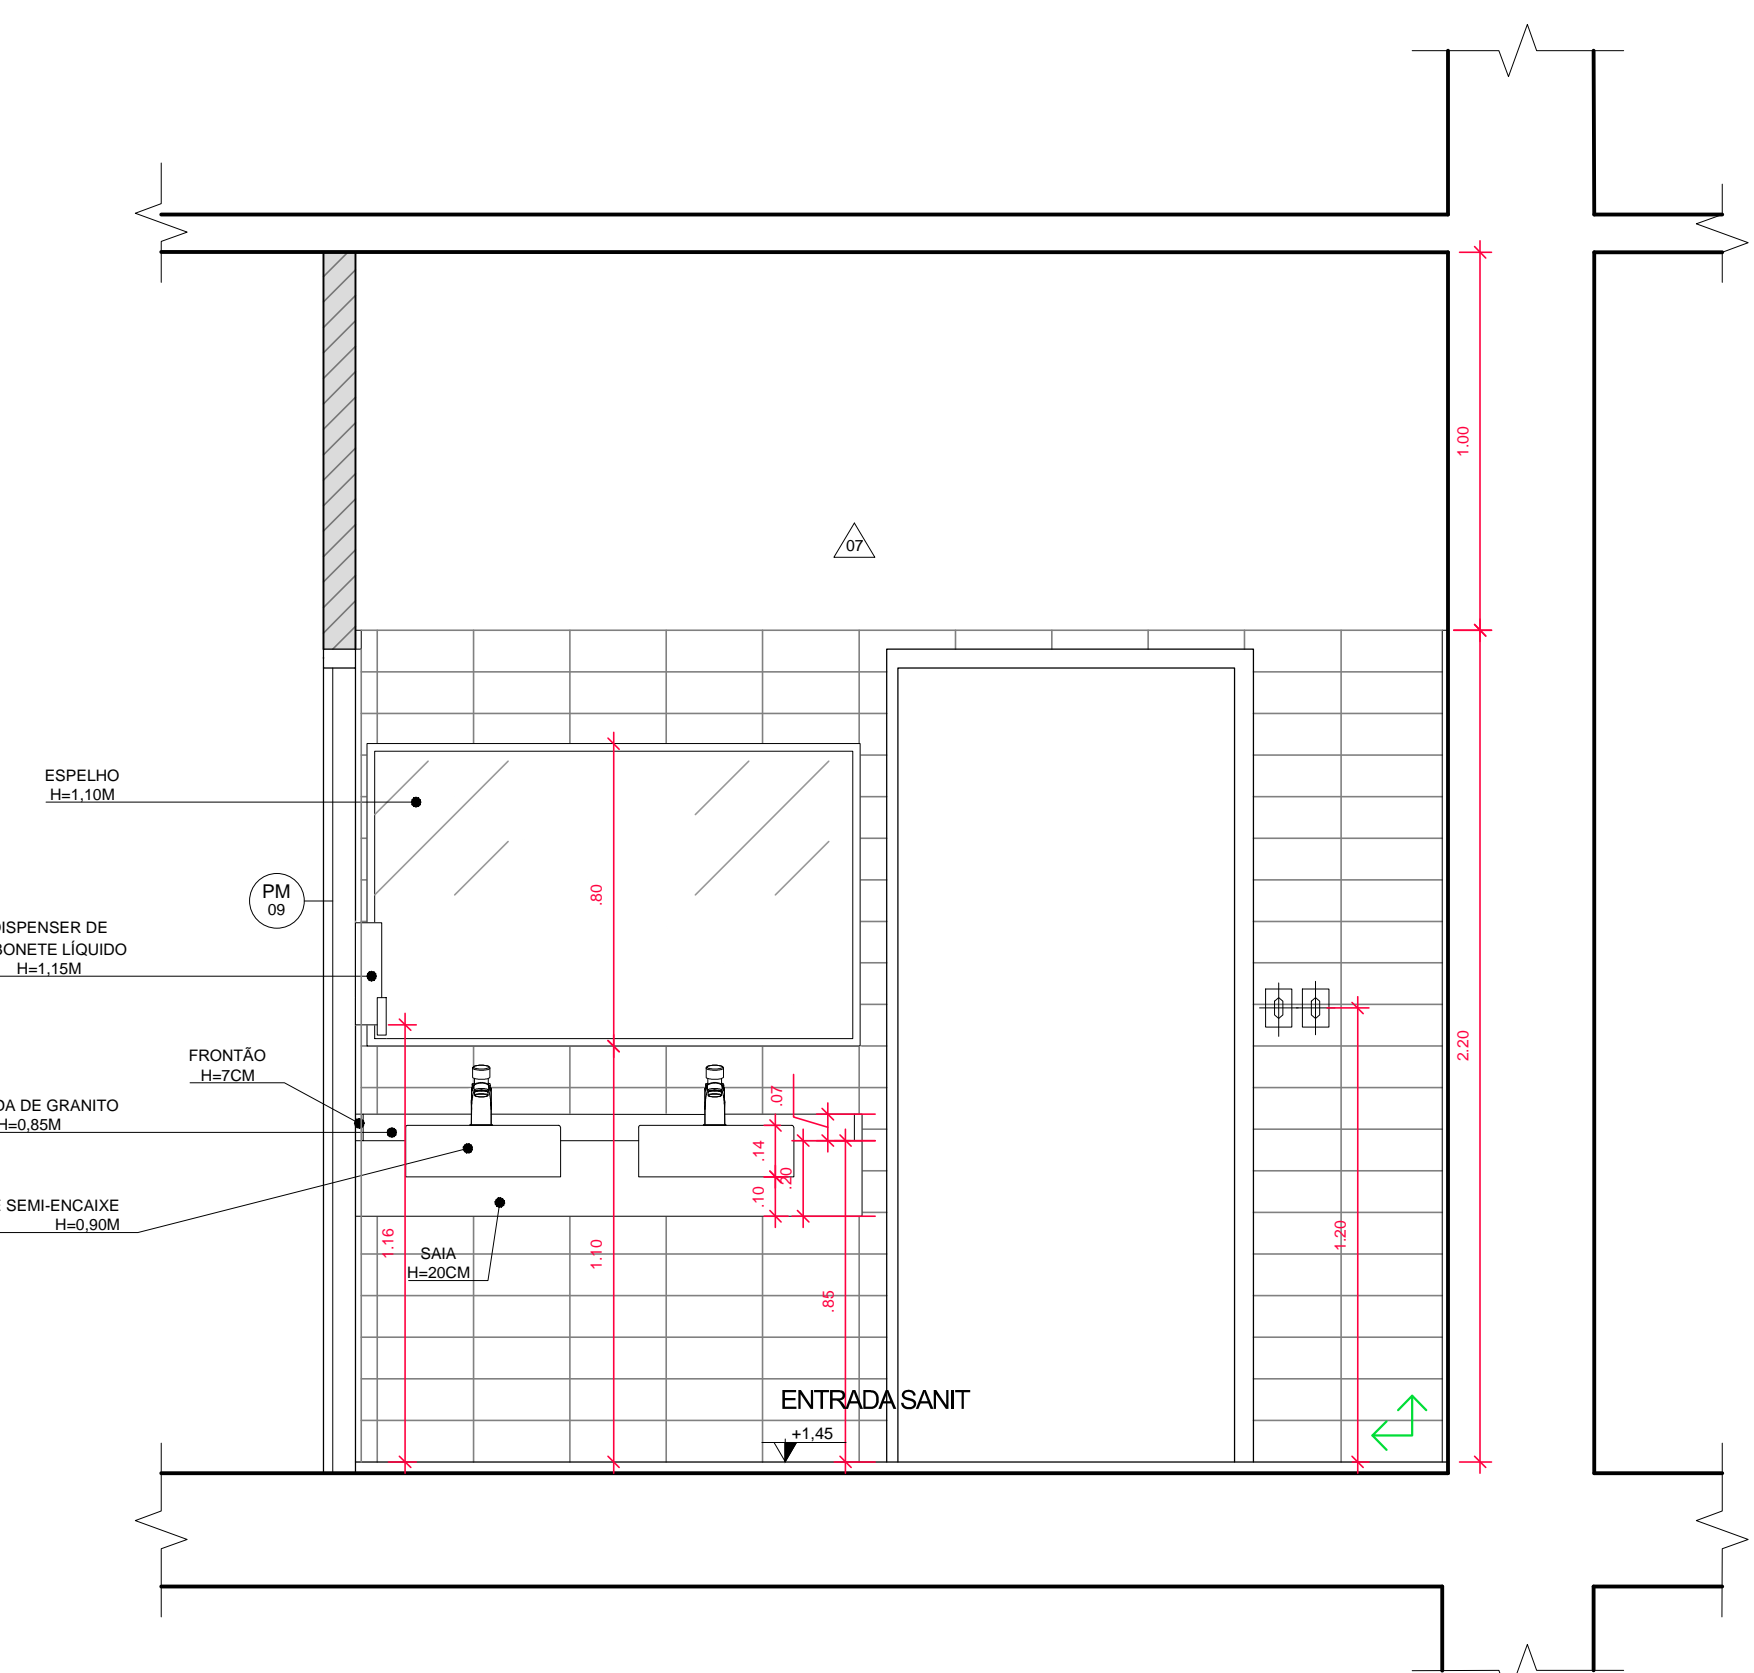 1.00
07
ESPELHO
H=1,10M
.80
PM
09
DISPENSER DE
BONETE LÍQUIDO
H=1,15M
2.20
FRONTÃO
H=7CM
.07
DA DE GRANITO
H=0,85M
.14
.20
.10
SEMI-ENCAIXE
H=0,90M
1.16
1.10
1.20
SAIA
H=20CM
.85
ENTRADA SANIT
+1,45